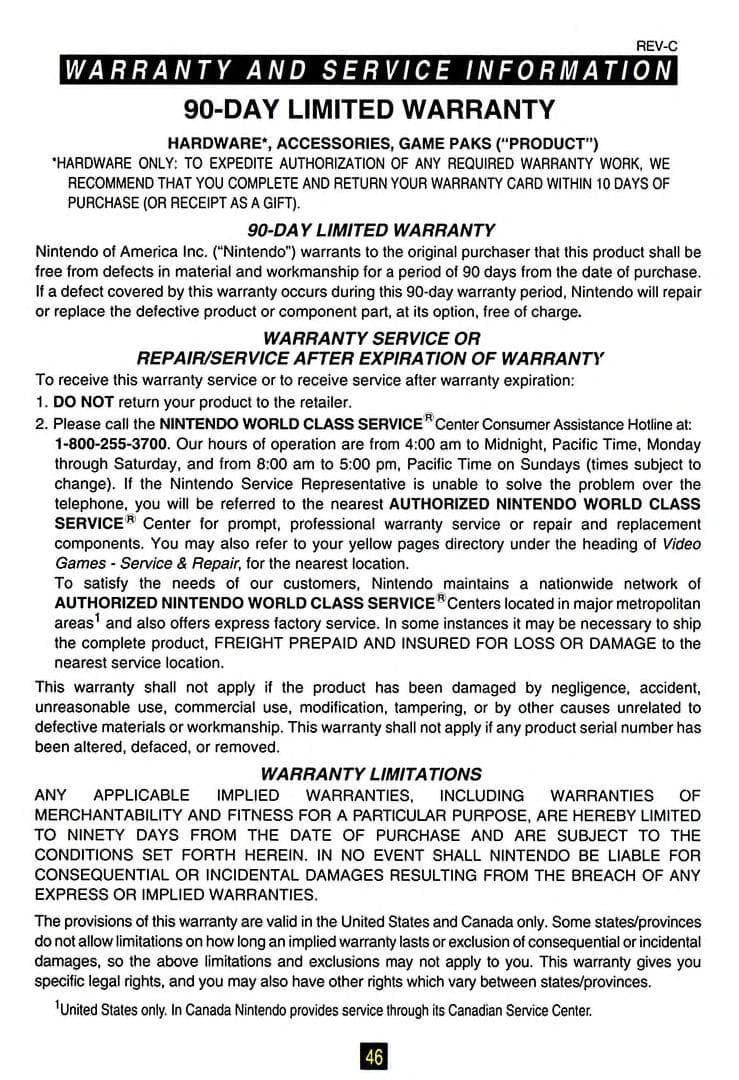 REV-C
WARRANTY AND SERVICE INFORMATION
90-DAY LIMITED WARRANTY
HARDWARE*, ACCESSORIES, GAME PAKS (“PRODUCT”)
*HARDWARE ONLY: TO EXPEDITE AUTHORIZATION OF ANY REQUIRED WARRANTY WORK, WE
RECOMMEND THAT YOU COMPLETE AND RETURN YOUR WARRANTY CARD WITHIN 10 DAYS OF
PURCHASE (OR RECEIPT AS A GIFT).
90-DAY LIMITED WARRANTY
Nintendo of America Inc. (“Nintendo”) warrants to the original purchaser that this product shall be
free from defects in material and workmanship for a period of 90 days from the date of purchase.
If a defect covered by this warranty occurs during this 90-day warranty period, Nintendo will repair
or replace the defective product or component part, at its option, free of charge.
WARRANTY SERVICE OR
REPAIR/SERVICE AFTER EXPIRATION OF WARRANTY
To receive this warranty service or to receive service after warranty expiration:
1. DO NOT return your product to the retailer.
2. Please call the NINTENDO WORLD CLASS SERVICE® Center Consumer Assistance Hotline at:
1-800-255-3700. Our hours of operation are from 4:00 am to Midnight, Pacific Time, Monday
through Saturday, and from 8:00 am to 5:00 pm, Pacific Time on Sundays (times subject to
change). If the Nintendo Service Representative is unable to solve the problem over the
telephone, you will be referred to the nearest AUTHORIZED NINTENDO WORLD CLASS
SERVICE® Center for prompt, professional warranty service or repair and replacement
components. You may also refer to your yellow pages directory under the heading of Video
Games - Service & Repair, for the nearest location.
To satisfy the needs of our customers, Nintendo maintains a nationwide network of
AUTHORIZED NINTENDO WORLD CLASS SERVICE® Centers located in major metropolitan
areas¹ and also offers express factory service. In some instances it may be necessary to ship
the complete product, FREIGHT PREPAID AND INSURED FOR LOSS OR DAMAGE to the
nearest service location.
This warranty shall not apply if the product has been damaged by negligence, accident,
unreasonable use, commercial use, modification, tampering, or by other causes unrelated to
defective materials or workmanship. This warranty shall not apply if any product serial number has
been altered, defaced, or removed.
WARRANTY LIMITATIONS
ANY APPLICABLE IMPLIED WARRANTIES, INCLUDING WARRANTIES OF
MERCHANTABILITY AND FITNESS FOR A PARTICULAR PURPOSE, ARE HEREBY LIMITED
TO NINETY DAYS FROM THE DATE OF PURCHASE AND ARE SUBJECT TO THE
CONDITIONS SET FORTH HEREIN. IN NO EVENT SHALL NINTENDO BE LIABLE FOR
CONSEQUENTIAL OR INCIDENTAL DAMAGES RESULTING FROM THE BREACH OF ANY
EXPRESS OR IMPLIED WARRANTIES.
The provisions of this warranty are valid in the United States and Canada only. Some states/provinces
do not allow limitations on how long an implied warranty lasts or exclusion of consequential or incidental
damages, so the above limitations and exclusions may not apply to you. This warranty gives you
specific legal rights, and you may also have other rights which vary between states/provinces.
¹United States only. In Canada Nintendo provides service through its Canadian Service Center.
46